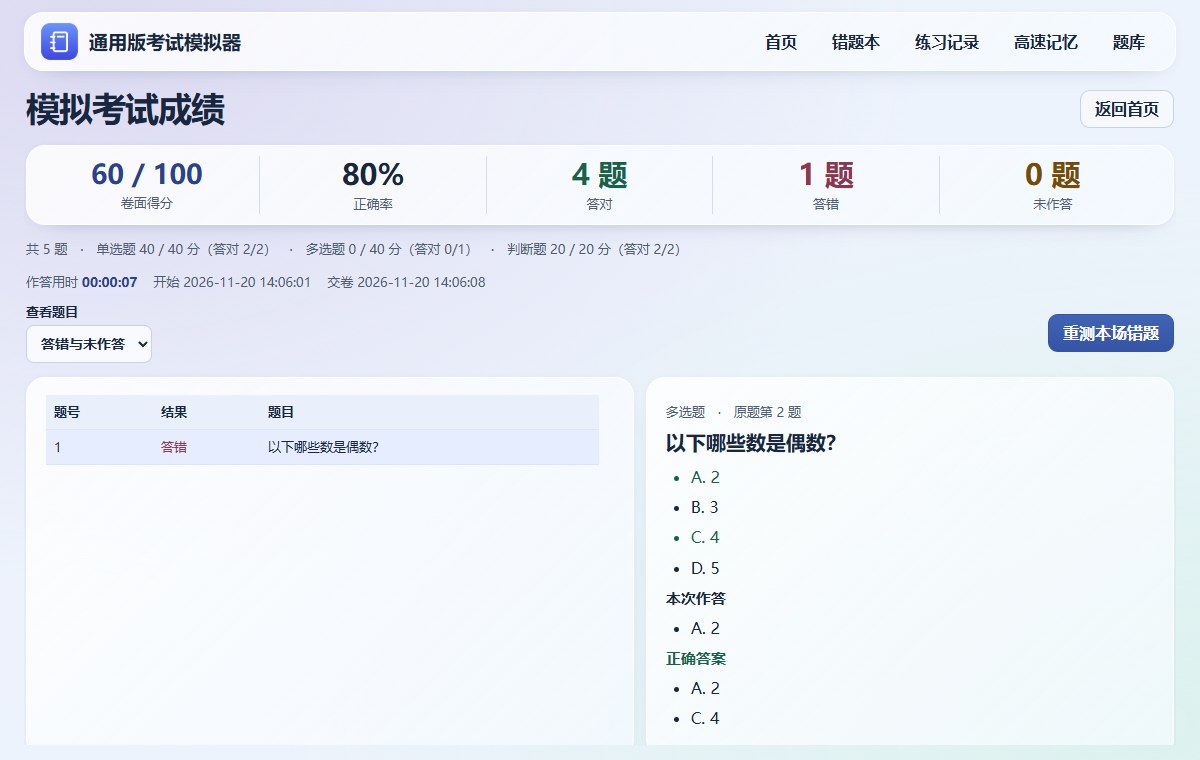 通用版考试模拟器 首页 错题本 练习记录 高速记忆 题库
模拟考试成绩 返回首页
60 / 100 80% 4 题 1 题 0 题
卷面得分 正确率 答对 答错 未作答
共 5 题 · 单选题 40 / 40 分（答对 2/2） · 多选题 0 / 40 分（答对 0/1） · 判断题 20 / 20 分（答对 2/2）
作答用时 00:00:07 开始 2026-11-20 14:06:01 交卷 2026-11-20 14:06:08
查看题目
答错与未作答 重测本场错题
题号 结果 题目
1 答错 以下哪些数是偶数?
多选题 · 原题第 2 题
以下哪些数是偶数?
A. 2
B. 3
C. 4
D. 5
本次作答
A. 2
正确答案
A. 2
C. 4